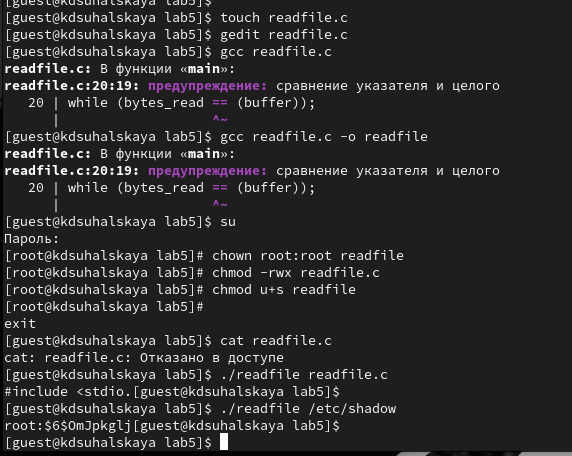 [guest@kdsuhalskaya lab5]$
[guest@kdsuhalskaya lab5]$ touch readfile.c
[guest@kdsuhalskaya lab5]$ gedit readfile.c
[guest@kdsuhalskaya lab5]$ gcc readfile.c
readfile.c: В функции «main»:
readfile.c:20:19: предупреждение: сравнение указателя и целого
20 | while (bytes_read == (buffer));
| ^~
[guest@kdsuhalskaya lab5]$ gcc readfile.c -o readfile
readfile.c: В функции «main»:
readfile.c:20:19: предупреждение: сравнение указателя и целого
20 | while (bytes_read == (buffer));
| ^~
[guest@kdsuhalskaya lab5]$ su
Пароль:
[root@kdsuhalskaya lab5]# chown root:root readfile
[root@kdsuhalskaya lab5]# chmod -rwx readfile.c
[root@kdsuhalskaya lab5]# chmod u+s readfile
[root@kdsuhalskaya lab5]#
exit
[guest@kdsuhalskaya lab5]$ cat readfile.c
cat: readfile.c: Отказано в доступе
[guest@kdsuhalskaya lab5]$ ./readfile readfile.c
#include <stdio.[guest@kdsuhalskaya lab5]$
[guest@kdsuhalskaya lab5]$ ./readfile /etc/shadow
root:$6$OmJpkglj[guest@kdsuhalskaya lab5]$
[guest@kdsuhalskaya lab5]$